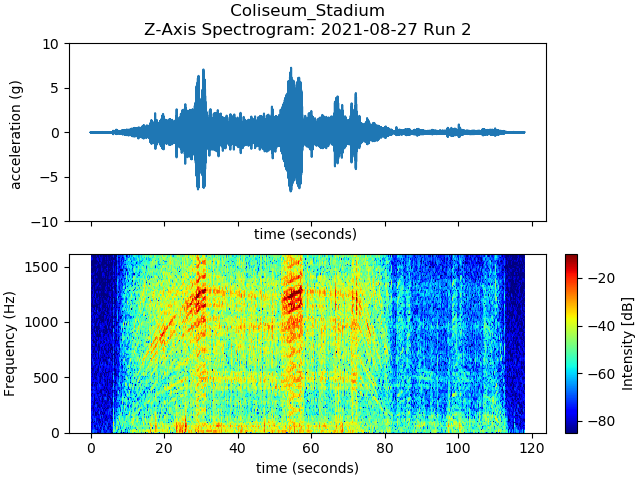 Coliseum_Stadium
Z-Axis Spectrogram: 2021-08-27 Run 2
10
5
0
−5
−10
acceleration (g)
time (seconds)
1500
1000
500
0
Frequency (Hz)
0 20 40 60 80 100 120
time (seconds)
−20
−40
−60
−80
Intensity [dB]